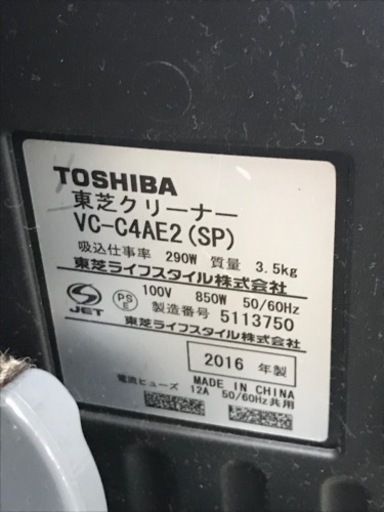 TOSHIBA
東芝クリーナー
VC-C4AE2(SP)
吸込仕事率 290W 質量 3.5kg
東芝ライフスタイル株式会社
100V 850W 50/60Hz
PS E
JET
製造番号 5113750
東芝ライフスタイル株式会社
2016 年製
MADE IN CHINA
電流ヒューズ 12A 50/60Hz共用